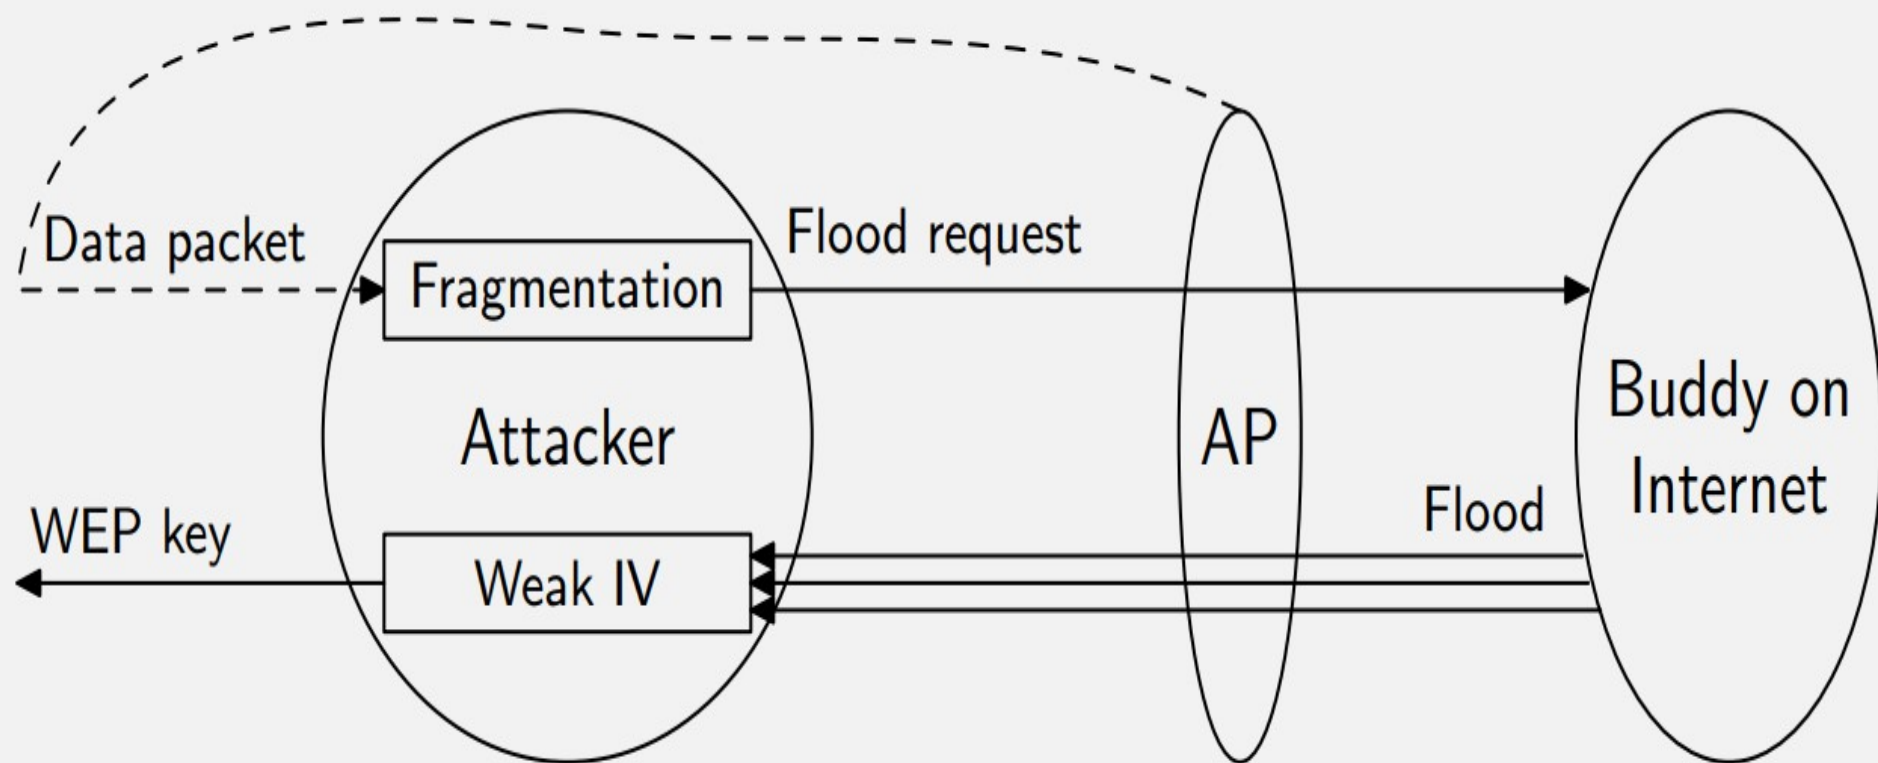 Data packet
Fragmentation
Flood request
Attacker
AP
Buddy on
Internet
Flood
WEP key
Weak IV